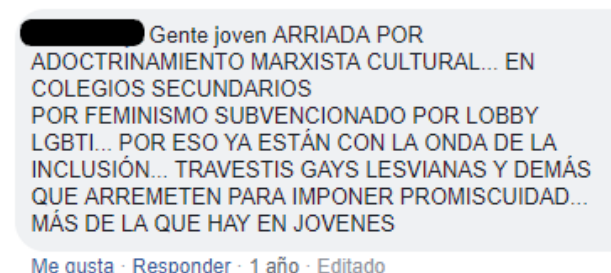 Gente joven ARRIADA POR
ADOCTRINAMIENTO MARXISTA CULTURAL... EN
COLEGIOS SECUNDARIOS
POR FEMINISMO SUBVENCIONADO POR LOBBY
LGBTI... POR ESO YA ESTÁN CON LA ONDA DE LA
INCLUSIÓN... TRAVESTIS GAYS LESVIANAS Y DEMÁS
QUE ARREMETEN PARA IMPONER PROMISCUIDAD...
MÁS DE LA QUE HAY EN JOVENES
Me gusta · Responder · 1 año · Editado